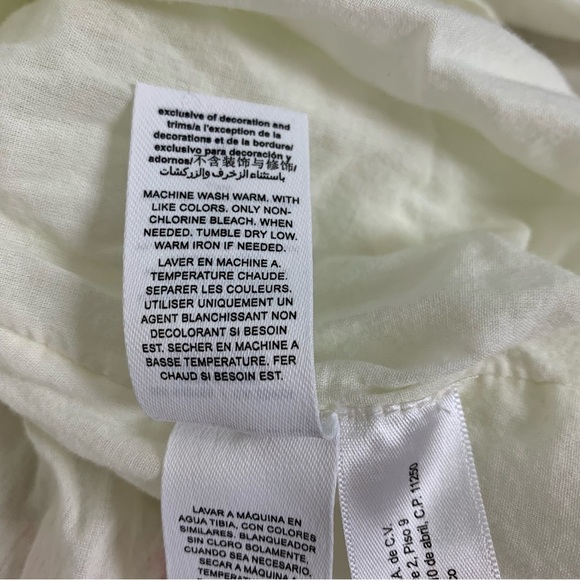 exclusive of decoration and
trims/a l'exception de la
decorations et de la bordure/
exclusivo para decoración y
adornos/不含装饰与修饰/
باستثناء الزخرف والزركشات
MACHINE WASH WARM, WITH
LIKE COLORS. ONLY NON-
CHLORINE BLEACH, WHEN
NEEDED. TUMBLE DRY LOW.
WARM IRON IF NEEDED.
LAVER EN MACHINE A.
TEMPERATURE CHAUDE.
SEPARER LES COULEURS.
UTILISER UNIQUEMENT UN
AGENT BLANCHISSANT NON
DECOLORANT SI BESOIN
EST. SECHER EN MACHINE A
BASSE TEMPERATURE. FER
CHAUD SI BESOIN EST.
LAVAR A MÁQUINA EN
AGUA TIBIA, CON COLORES
SIMILARES. BLANQUEADOR
SIN CLORO SOLAMENTE,
CUANDO SEA NECESARIO.
SECAR A MÁQUINA
A de C.V.
e 2, Piso 9
0 de abril, C.P. 11250
co